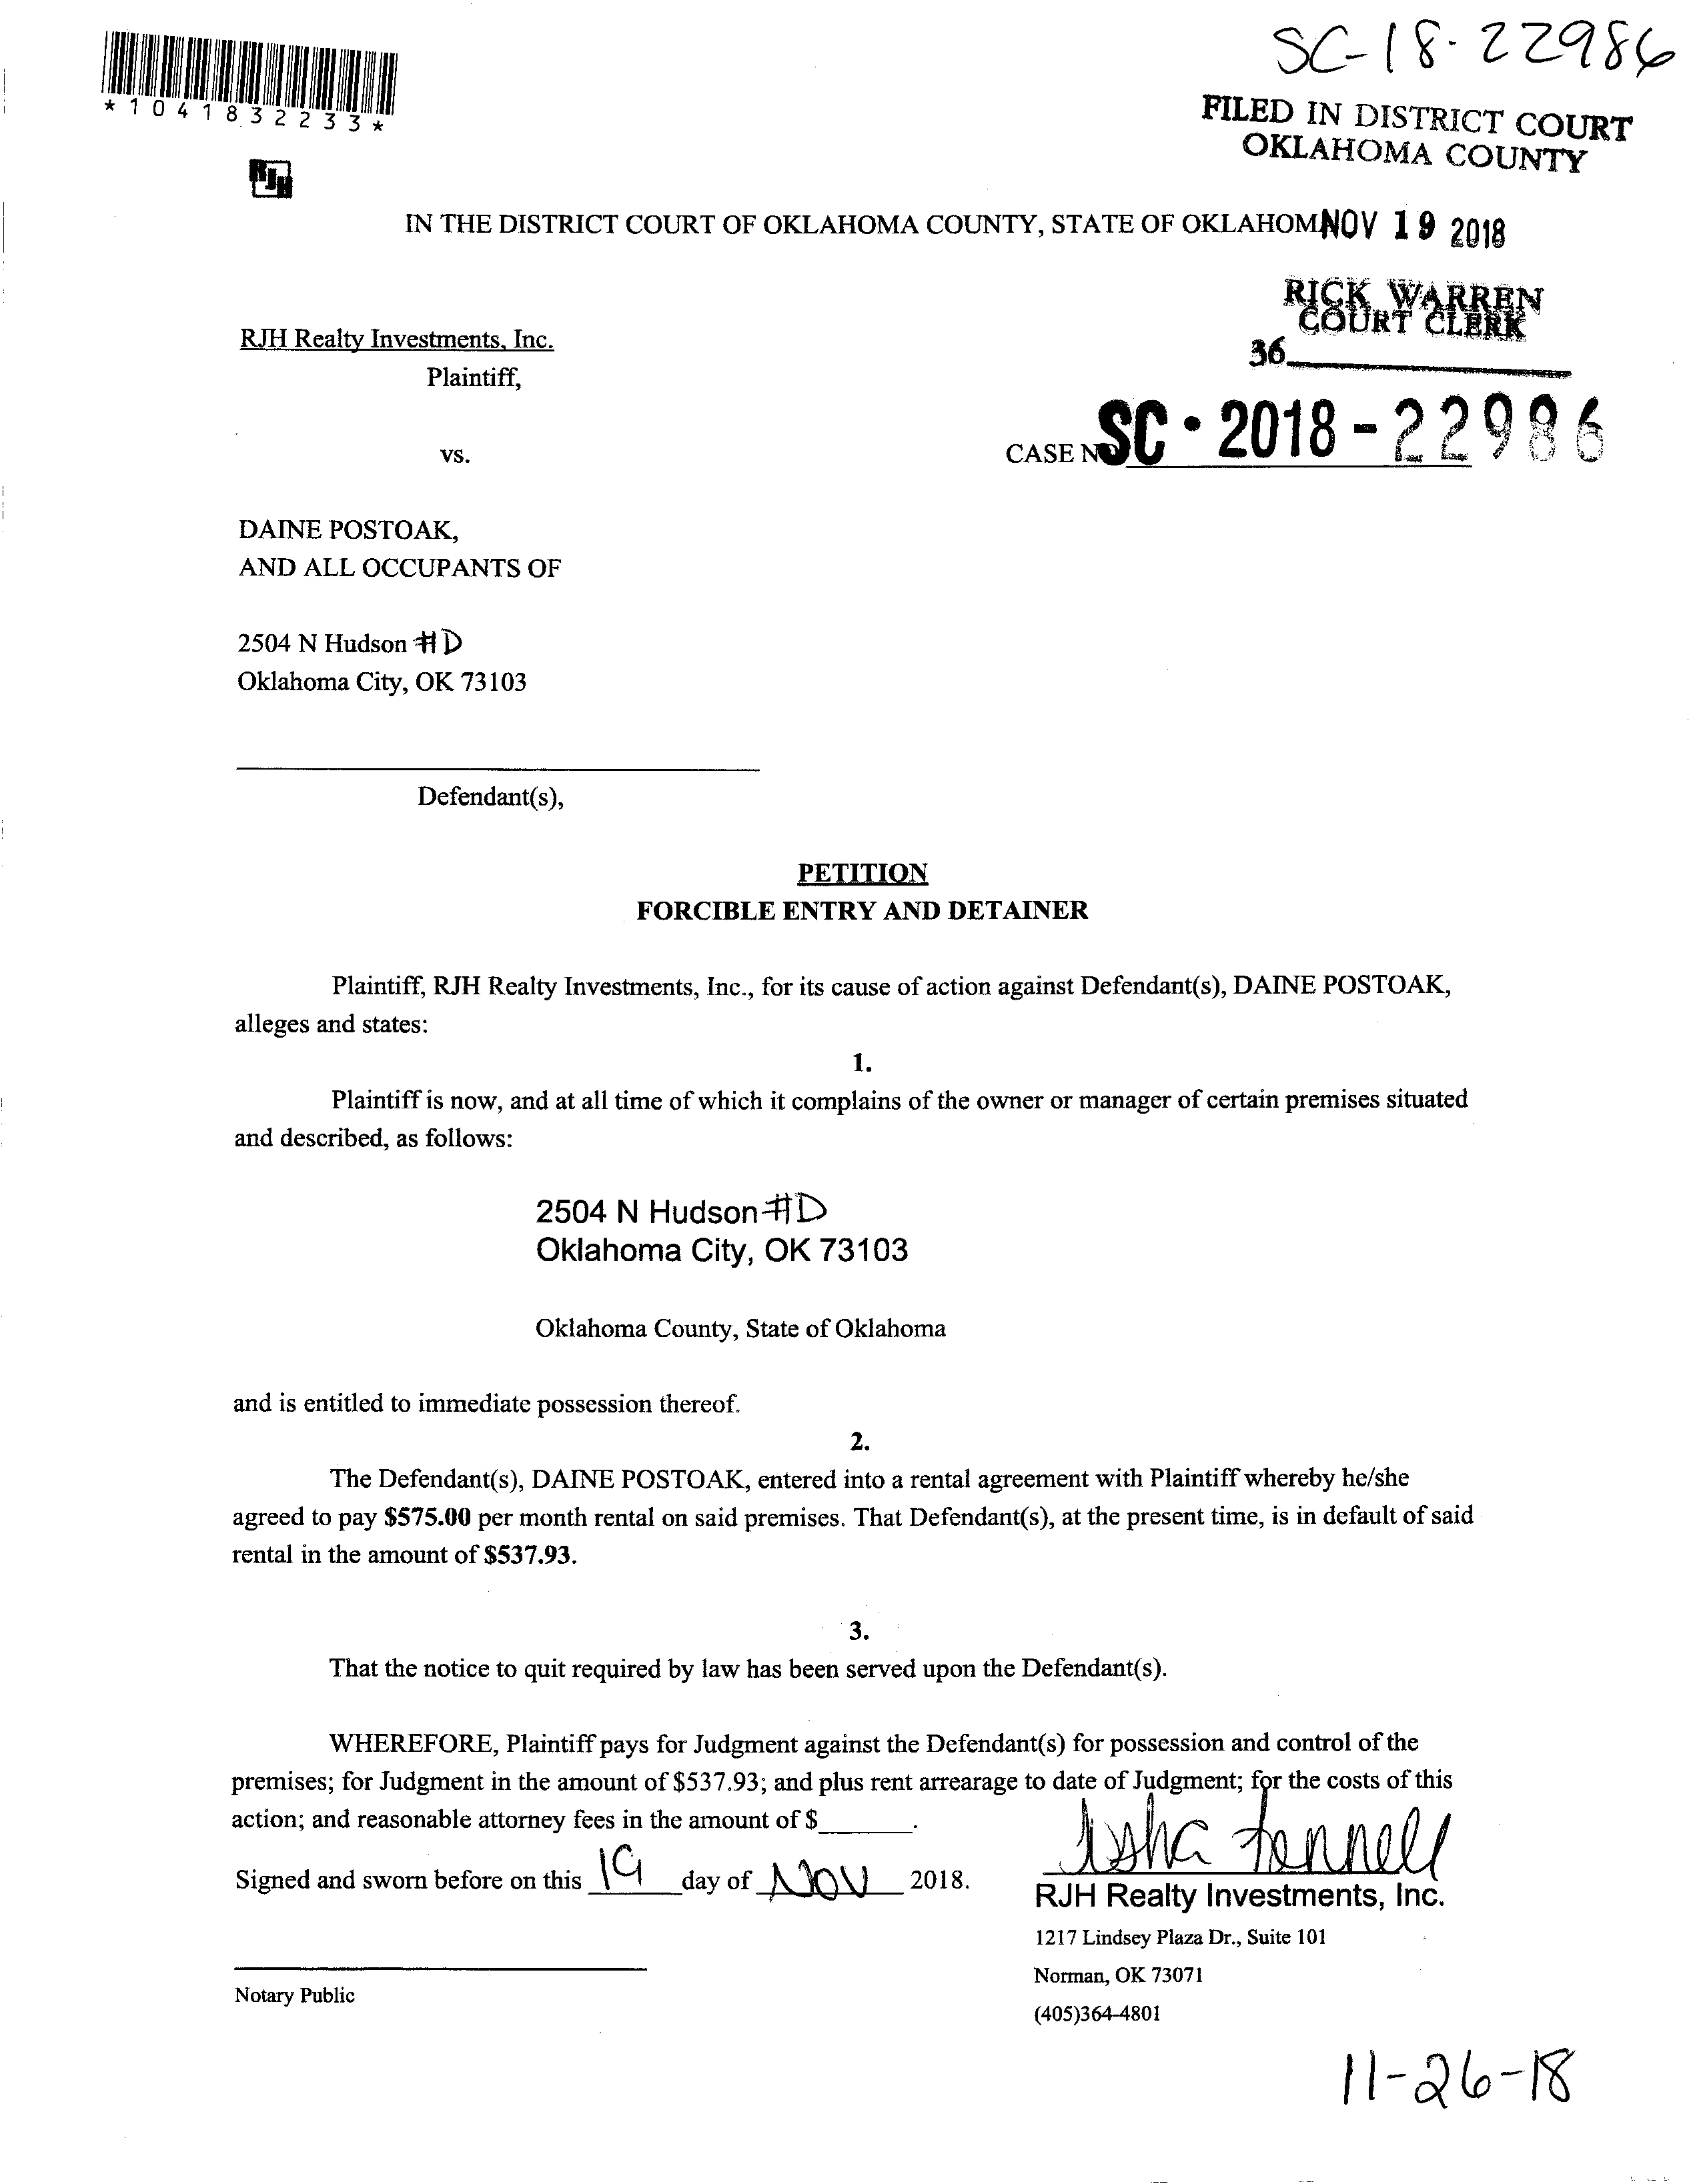 SC-18-22986
*1041832233*
FILED IN DISTRICT COURT
OKLAHOMA COUNTY
RJH
IN THE DISTRICT COURT OF OKLAHOMA COUNTY, STATE OF OKLAHOM
NOV 19 2018
RICK WARREN
COURT CLERK
36
RJH Realty Investments, Inc.
Plaintiff,
vs.
CASE NO
SC • 2018 - 22986
DAINE POSTOAK,
AND ALL OCCUPANTS OF
2504 N Hudson #D
Oklahoma City, OK 73103
Defendant(s),
PETITION
FORCIBLE ENTRY AND DETAINER
Plaintiff, RJH Realty Investments, Inc., for its cause of action against Defendant(s), DAINE POSTOAK,
alleges and states:
1.
Plaintiff is now, and at all time of which it complains of the owner or manager of certain premises situated
and described, as follows:
2504 N Hudson #D
Oklahoma City, OK 73103
Oklahoma County, State of Oklahoma
and is entitled to immediate possession thereof.
2.
The Defendant(s), DAINE POSTOAK, entered into a rental agreement with Plaintiff whereby he/she
agreed to pay $575.00 per month rental on said premises. That Defendant(s), at the present time, is in default of said
rental in the amount of $537.93.
3.
That the notice to quit required by law has been served upon the Defendant(s).
WHEREFORE, Plaintiff pays for Judgment against the Defendant(s) for possession and control of the
premises; for Judgment in the amount of $537.93; and plus rent arrearage to date of Judgment; for the costs of this
action; and reasonable attorney fees in the amount of $_______.
Signed and sworn before on this 19 day of Nov 2018.
Fennell
RJH Realty Investments, Inc.
1217 Lindsey Plaza Dr., Suite 101
Norman, OK 73071
(405)364-4801
Notary Public
11-26-18